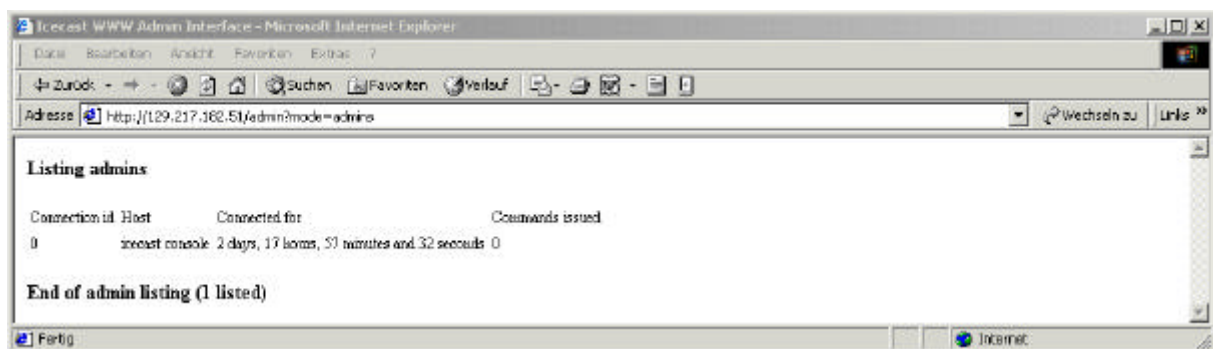 Icecast WWW Admin Interface - Microsoft Internet Explorer
Datei Bearbeiten Ansicht Favoriten Extras ?
Zurück Suchen Favoriten Verlauf
Adresse http://129.217.182.51/admin?mode=admins Wechseln zu Links »
Listing admins
Connection id Host Connected for Commands issued
0 icecast console 2 days, 17 hours, 57 minutes and 32 seconds 0
End of admin listing (1 listed)
Fertig Internet